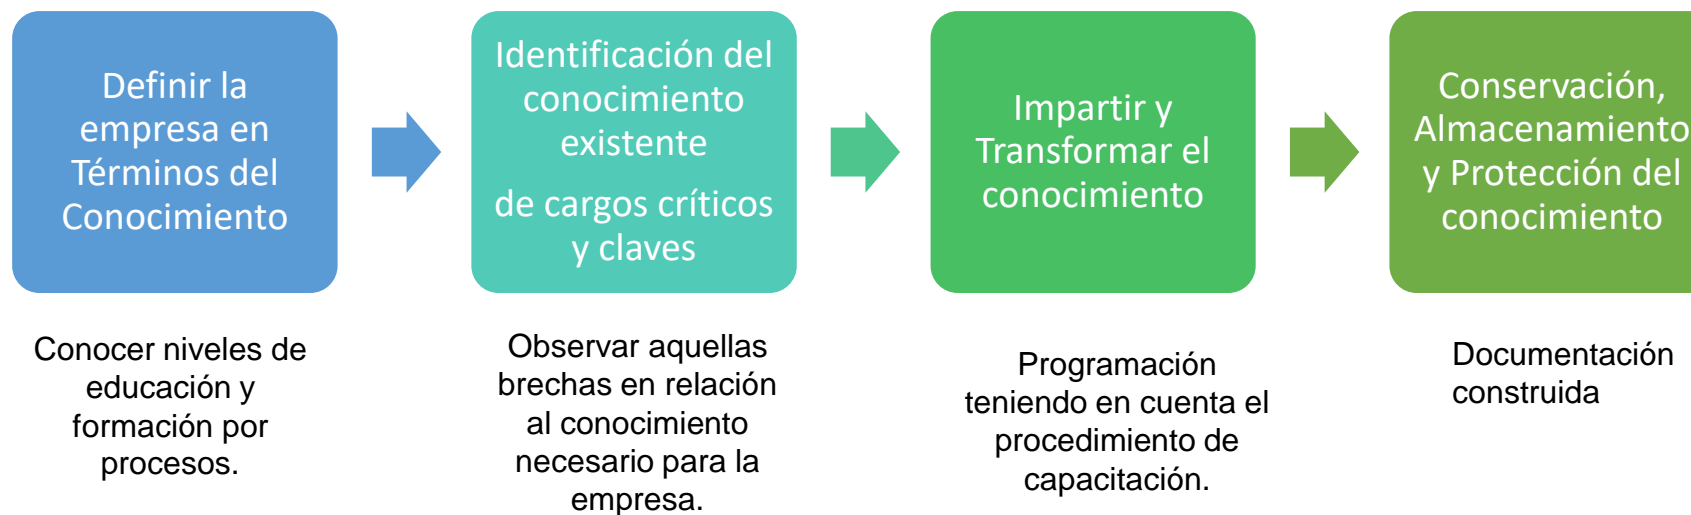 Definir la
empresa en
Términos del
Conocimiento
Identificación del
conocimiento
existente
de cargos críticos
y claves
Impartir y
Transformar el
conocimiento
Conservación,
Almacenamiento
y Protección del
conocimiento
Conocer niveles de
educación y
formación por
procesos.
Observar aquellas
brechas en relación
al conocimiento
necesario para la
empresa.
Programación
teniendo en cuenta el
procedimiento de
capacitación.
Documentación
construida